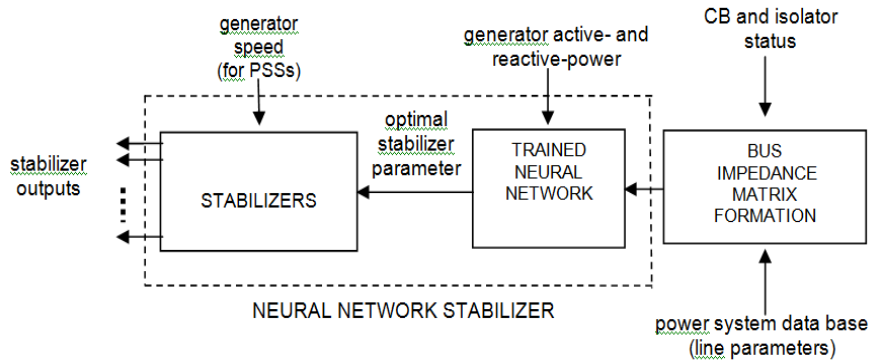 generator
speed
(for PSSs)
generator active- and
reactive-power
CB and isolator
status
stabilizer
outputs
STABILIZERS
optimal
stabilizer
parameter
TRAINED
NEURAL
NETWORK
BUS
IMPEDANCE
MATRIX
FORMATION
NEURAL NETWORK STABILIZER
power system data base
(line parameters)